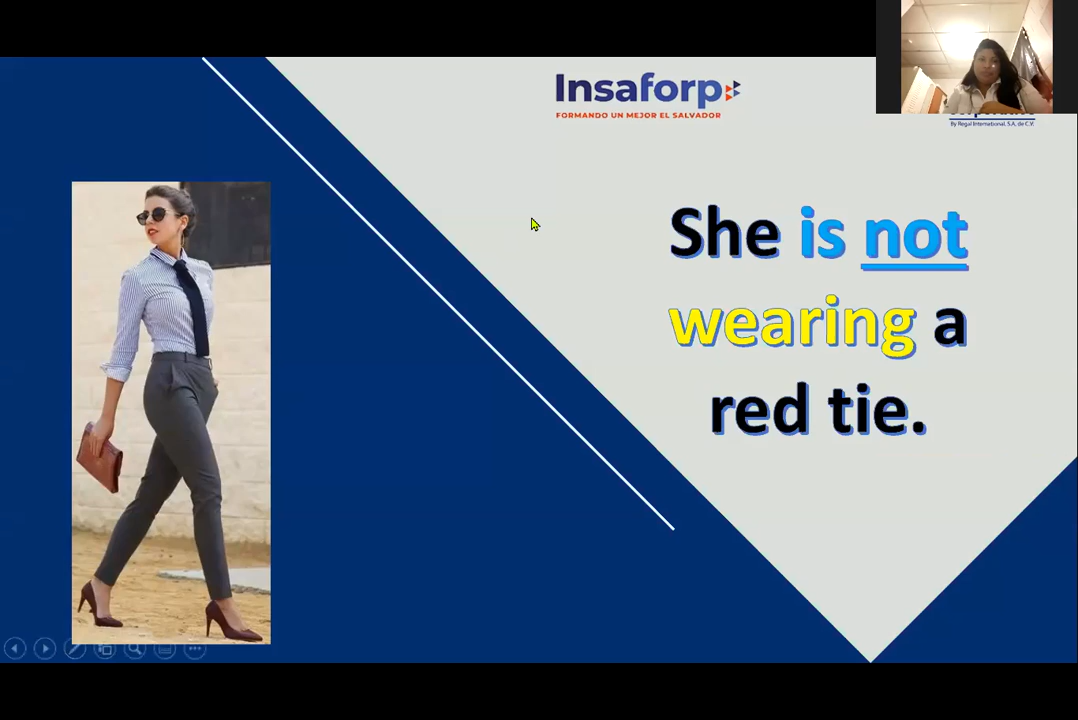 Insaforp
FORMANDO UN MEJOR EL SALVADOR
By Regal International, S.A. de C.V.
She is not
wearing a
red tie.